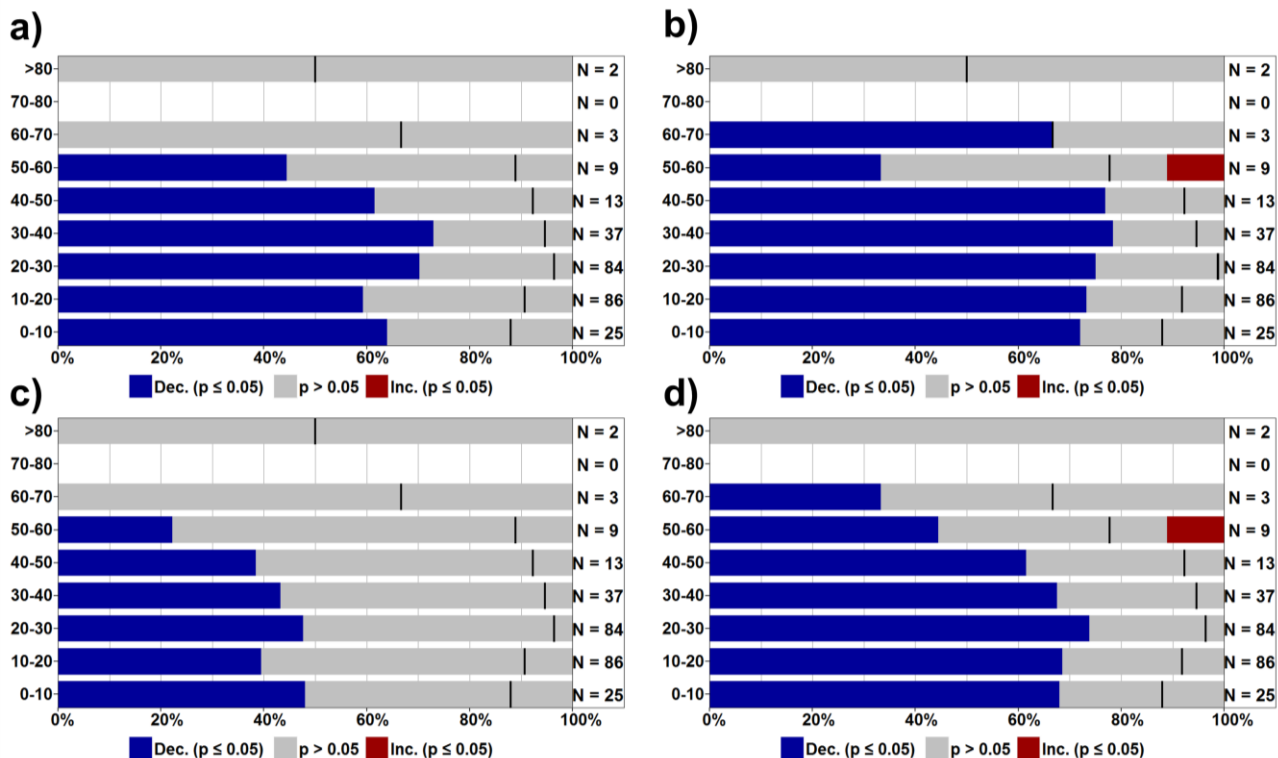 a)
>80 N = 2
70-80 N = 0
60-70 N = 3
50-60 N = 9
40-50 N = 13
30-40 N = 37
20-30 N = 84
10-20 N = 86
0-10 N = 25
0% 20% 40% 60% 80% 100%
Dec. (p ≤ 0.05) p > 0.05 Inc. (p ≤ 0.05)
b)
>80 N = 2
70-80 N = 0
60-70 N = 3
50-60 N = 9
40-50 N = 13
30-40 N = 37
20-30 N = 84
10-20 N = 86
0-10 N = 25
0% 20% 40% 60% 80% 100%
Dec. (p ≤ 0.05) p > 0.05 Inc. (p ≤ 0.05)
c)
>80 N = 2
70-80 N = 0
60-70 N = 3
50-60 N = 9
40-50 N = 13
30-40 N = 37
20-30 N = 84
10-20 N = 86
0-10 N = 25
0% 20% 40% 60% 80% 100%
Dec. (p ≤ 0.05) p > 0.05 Inc. (p ≤ 0.05)
d)
>80 N = 2
70-80 N = 0
60-70 N = 3
50-60 N = 9
40-50 N = 13
30-40 N = 37
20-30 N = 84
10-20 N = 86
0-10 N = 25
0% 20% 40% 60% 80% 100%
Dec. (p ≤ 0.05) p > 0.05 Inc. (p ≤ 0.05)